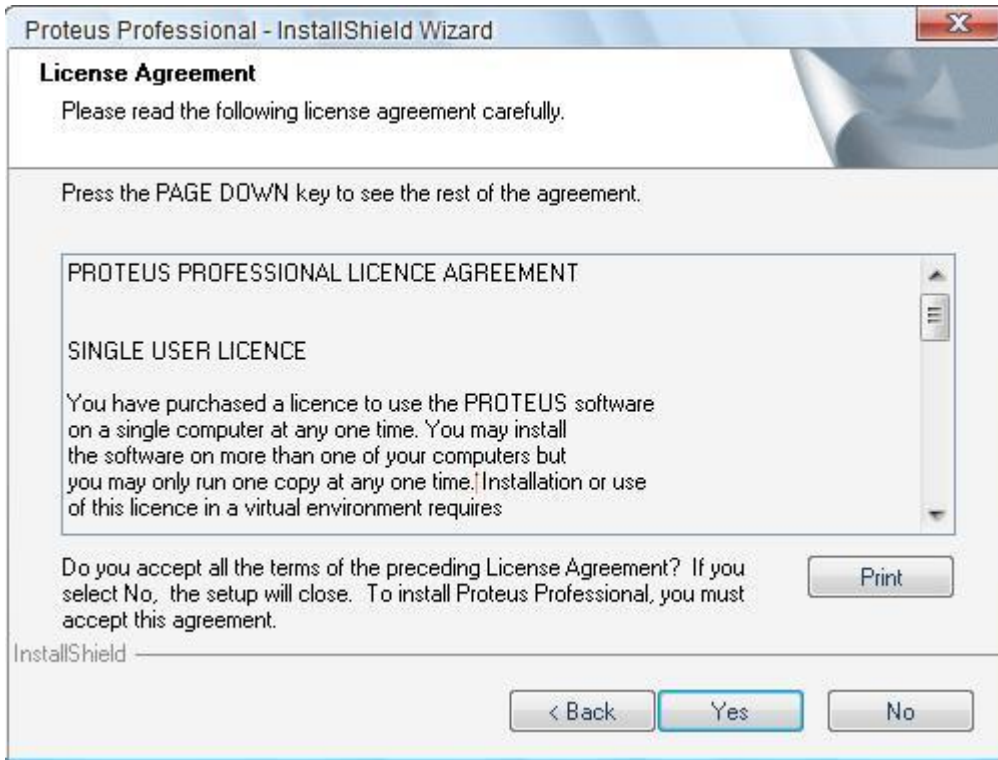 Proteus Professional - InstallShield Wizard
License Agreement
Please read the following license agreement carefully.
Press the PAGE DOWN key to see the rest of the agreement.
PROTEUS PROFESSIONAL LICENCE AGREEMENT
SINGLE USER LICENCE
You have purchased a licence to use the PROTEUS software
on a single computer at any one time. You may install
the software on more than one of your computers but
you may only run one copy at any one time. Installation or use
of this licence in a virtual environment requires
Do you accept all the terms of the preceding License Agreement? If you
select No, the setup will close. To install Proteus Professional, you must
accept this agreement.
Print
InstallShield
< Back
Yes
No